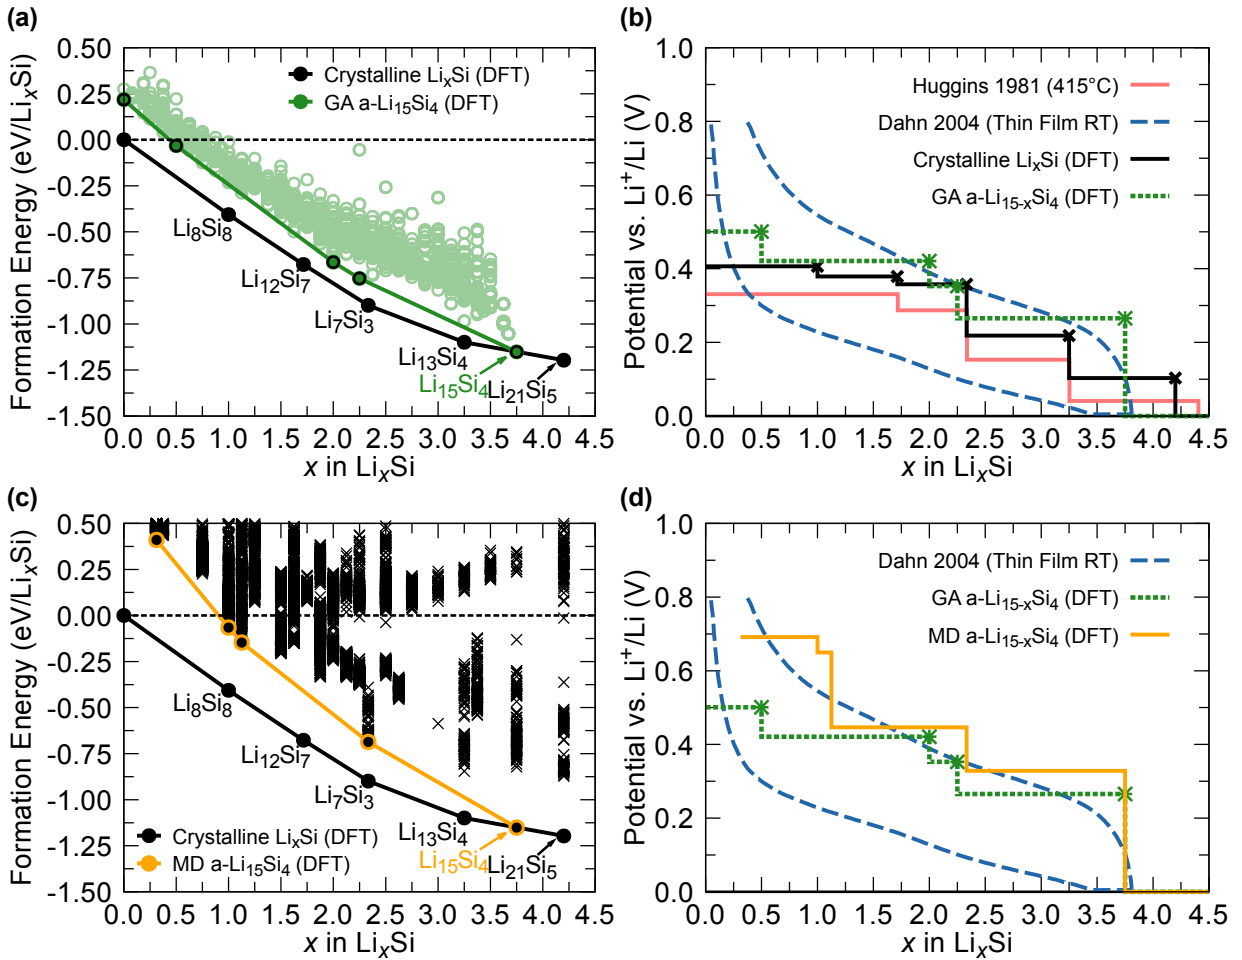 (a)
Formation Energy (eV/LiₓSi)
0.50
0.25
0.00
-0.25
-0.50
-0.75
-1.00
-1.25
-1.50
Crystalline LiₓSi (DFT)
GA a-Li₁₅Si₄ (DFT)
Li₈Si₈
Li₁₂Si₇
Li₇Si₃
Li₁₃Si₄
Li₁₅Si₄
Li₂₁Si₅
0.0 0.5 1.0 1.5 2.0 2.5 3.0 3.5 4.0 4.5
x in LiₓSi
(b)
Potential vs. Li⁺/Li (V)
1.0
0.8
0.6
0.4
0.2
0.0
Huggins 1981 (415°C)
Dahn 2004 (Thin Film RT)
Crystalline LiₓSi (DFT)
GA a-Li₁₅₋ₓSi₄ (DFT)
0.0 0.5 1.0 1.5 2.0 2.5 3.0 3.5 4.0 4.5
x in LiₓSi
(c)
Formation Energy (eV/LiₓSi)
0.50
0.25
0.00
-0.25
-0.50
-0.75
-1.00
-1.25
-1.50
Li₈Si₈
Li₁₂Si₇
Li₇Si₃
Li₁₃Si₄
Li₁₅Si₄
Li₂₁Si₅
Crystalline LiₓSi (DFT)
MD a-Li₁₅Si₄ (DFT)
0.0 0.5 1.0 1.5 2.0 2.5 3.0 3.5 4.0 4.5
x in LiₓSi
(d)
Potential vs. Li⁺/Li (V)
1.0
0.8
0.6
0.4
0.2
0.0
Dahn 2004 (Thin Film RT)
GA a-Li₁₅₋ₓSi₄ (DFT)
MD a-Li₁₅₋ₓSi₄ (DFT)
0.0 0.5 1.0 1.5 2.0 2.5 3.0 3.5 4.0 4.5
x in LiₓSi